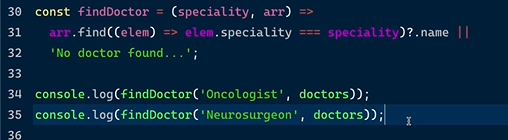 30 const findDoctor = (speciality, arr) =>
31 arr.find((elem) => elem.speciality === speciality)?.name ||
32 'No doctor found...';
33
34 console.log(findDoctor('Oncologist', doctors));
35 console.log(findDoctor('Neurosurgeon', doctors));
36